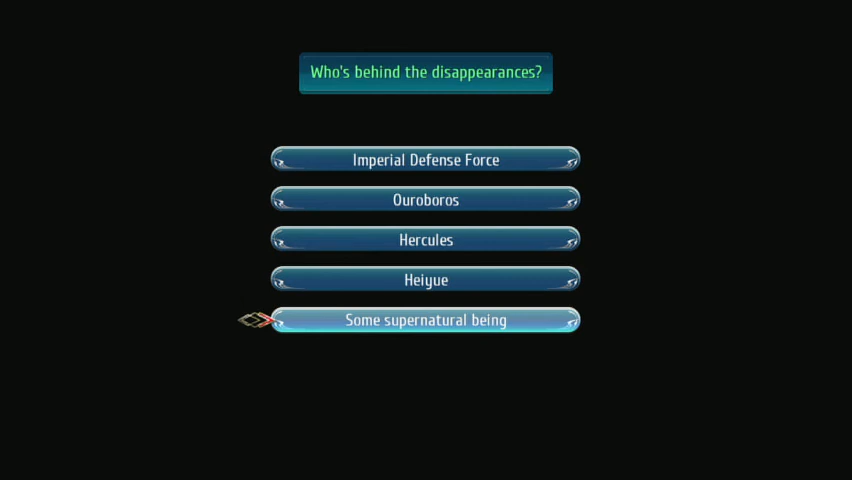 Who's behind the disappearances?
Imperial Defense Force
Ouroboros
Hercules
Heiyue
Some supernatural being